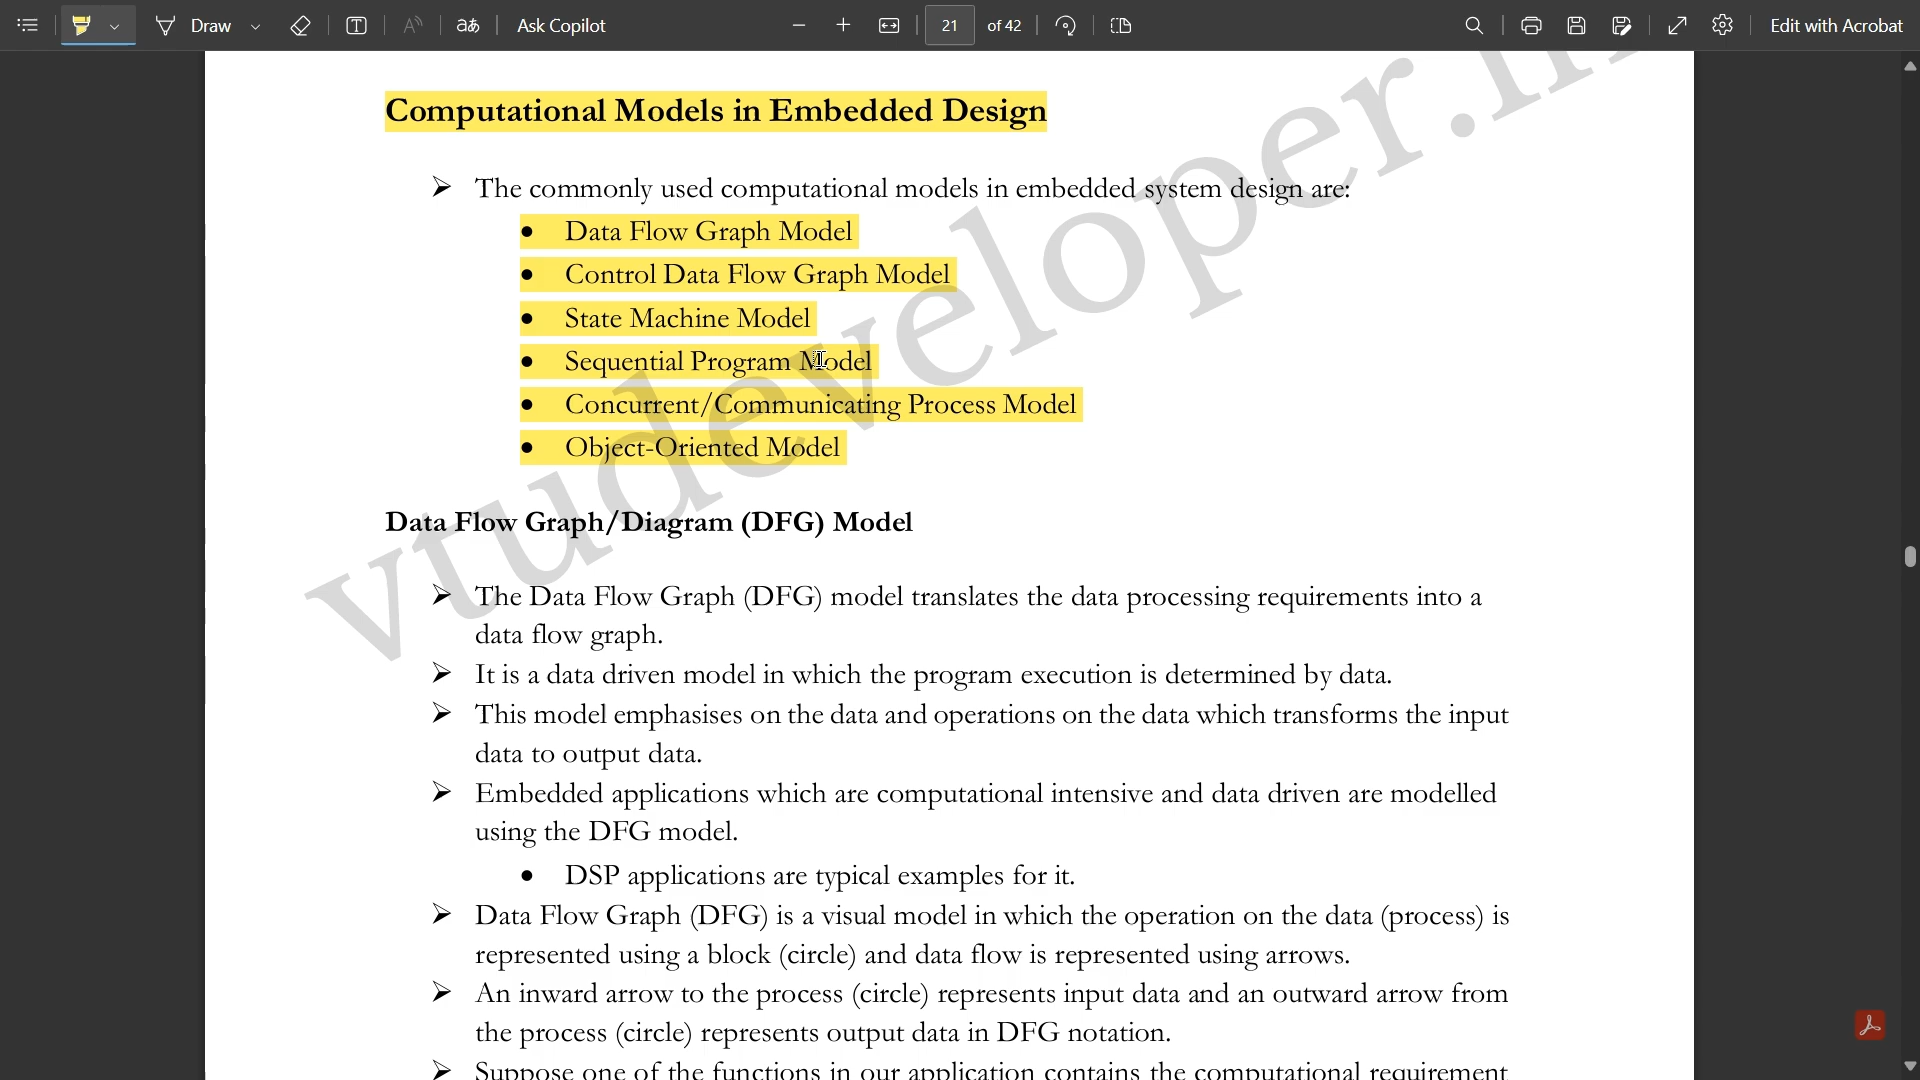 Draw
Ask Copilot
21 of 42
Edit with Acrobat
Computational Models in Embedded Design
➢ The commonly used computational models in embedded system design are:
• Data Flow Graph Model
• Control Data Flow Graph Model
• State Machine Model
• Sequential Program Model
• Concurrent/Communicating Process Model
• Object-Oriented Model
Data Flow Graph/Diagram (DFG) Model
➢ The Data Flow Graph (DFG) model translates the data processing requirements into a
data flow graph.
➢ It is a data driven model in which the program execution is determined by data.
➢ This model emphasises on the data and operations on the data which transforms the input
data to output data.
➢ Embedded applications which are computational intensive and data driven are modelled
using the DFG model.
• DSP applications are typical examples for it.
➢ Data Flow Graph (DFG) is a visual model in which the operation on the data (process) is
represented using a block (circle) and data flow is represented using arrows.
➢ An inward arrow to the process (circle) represents input data and an outward arrow from
the process (circle) represents output data in DFG notation.
➢ Suppose one of the functions in our application contains the computational requirement
vtudeveloper.in